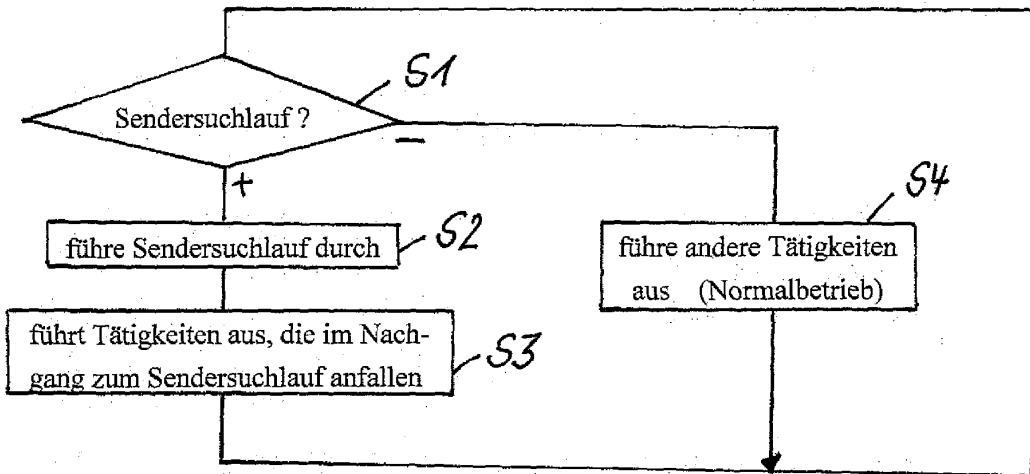 S1
Sendersuchlauf ?
–
+
S4
S2
führe Sendersuchlauf durch
führe andere Tätigkeiten
aus (Normalbetrieb)
führt Tätigkeiten aus, die im Nach-
gang zum Sendersuchlauf anfallen
S3